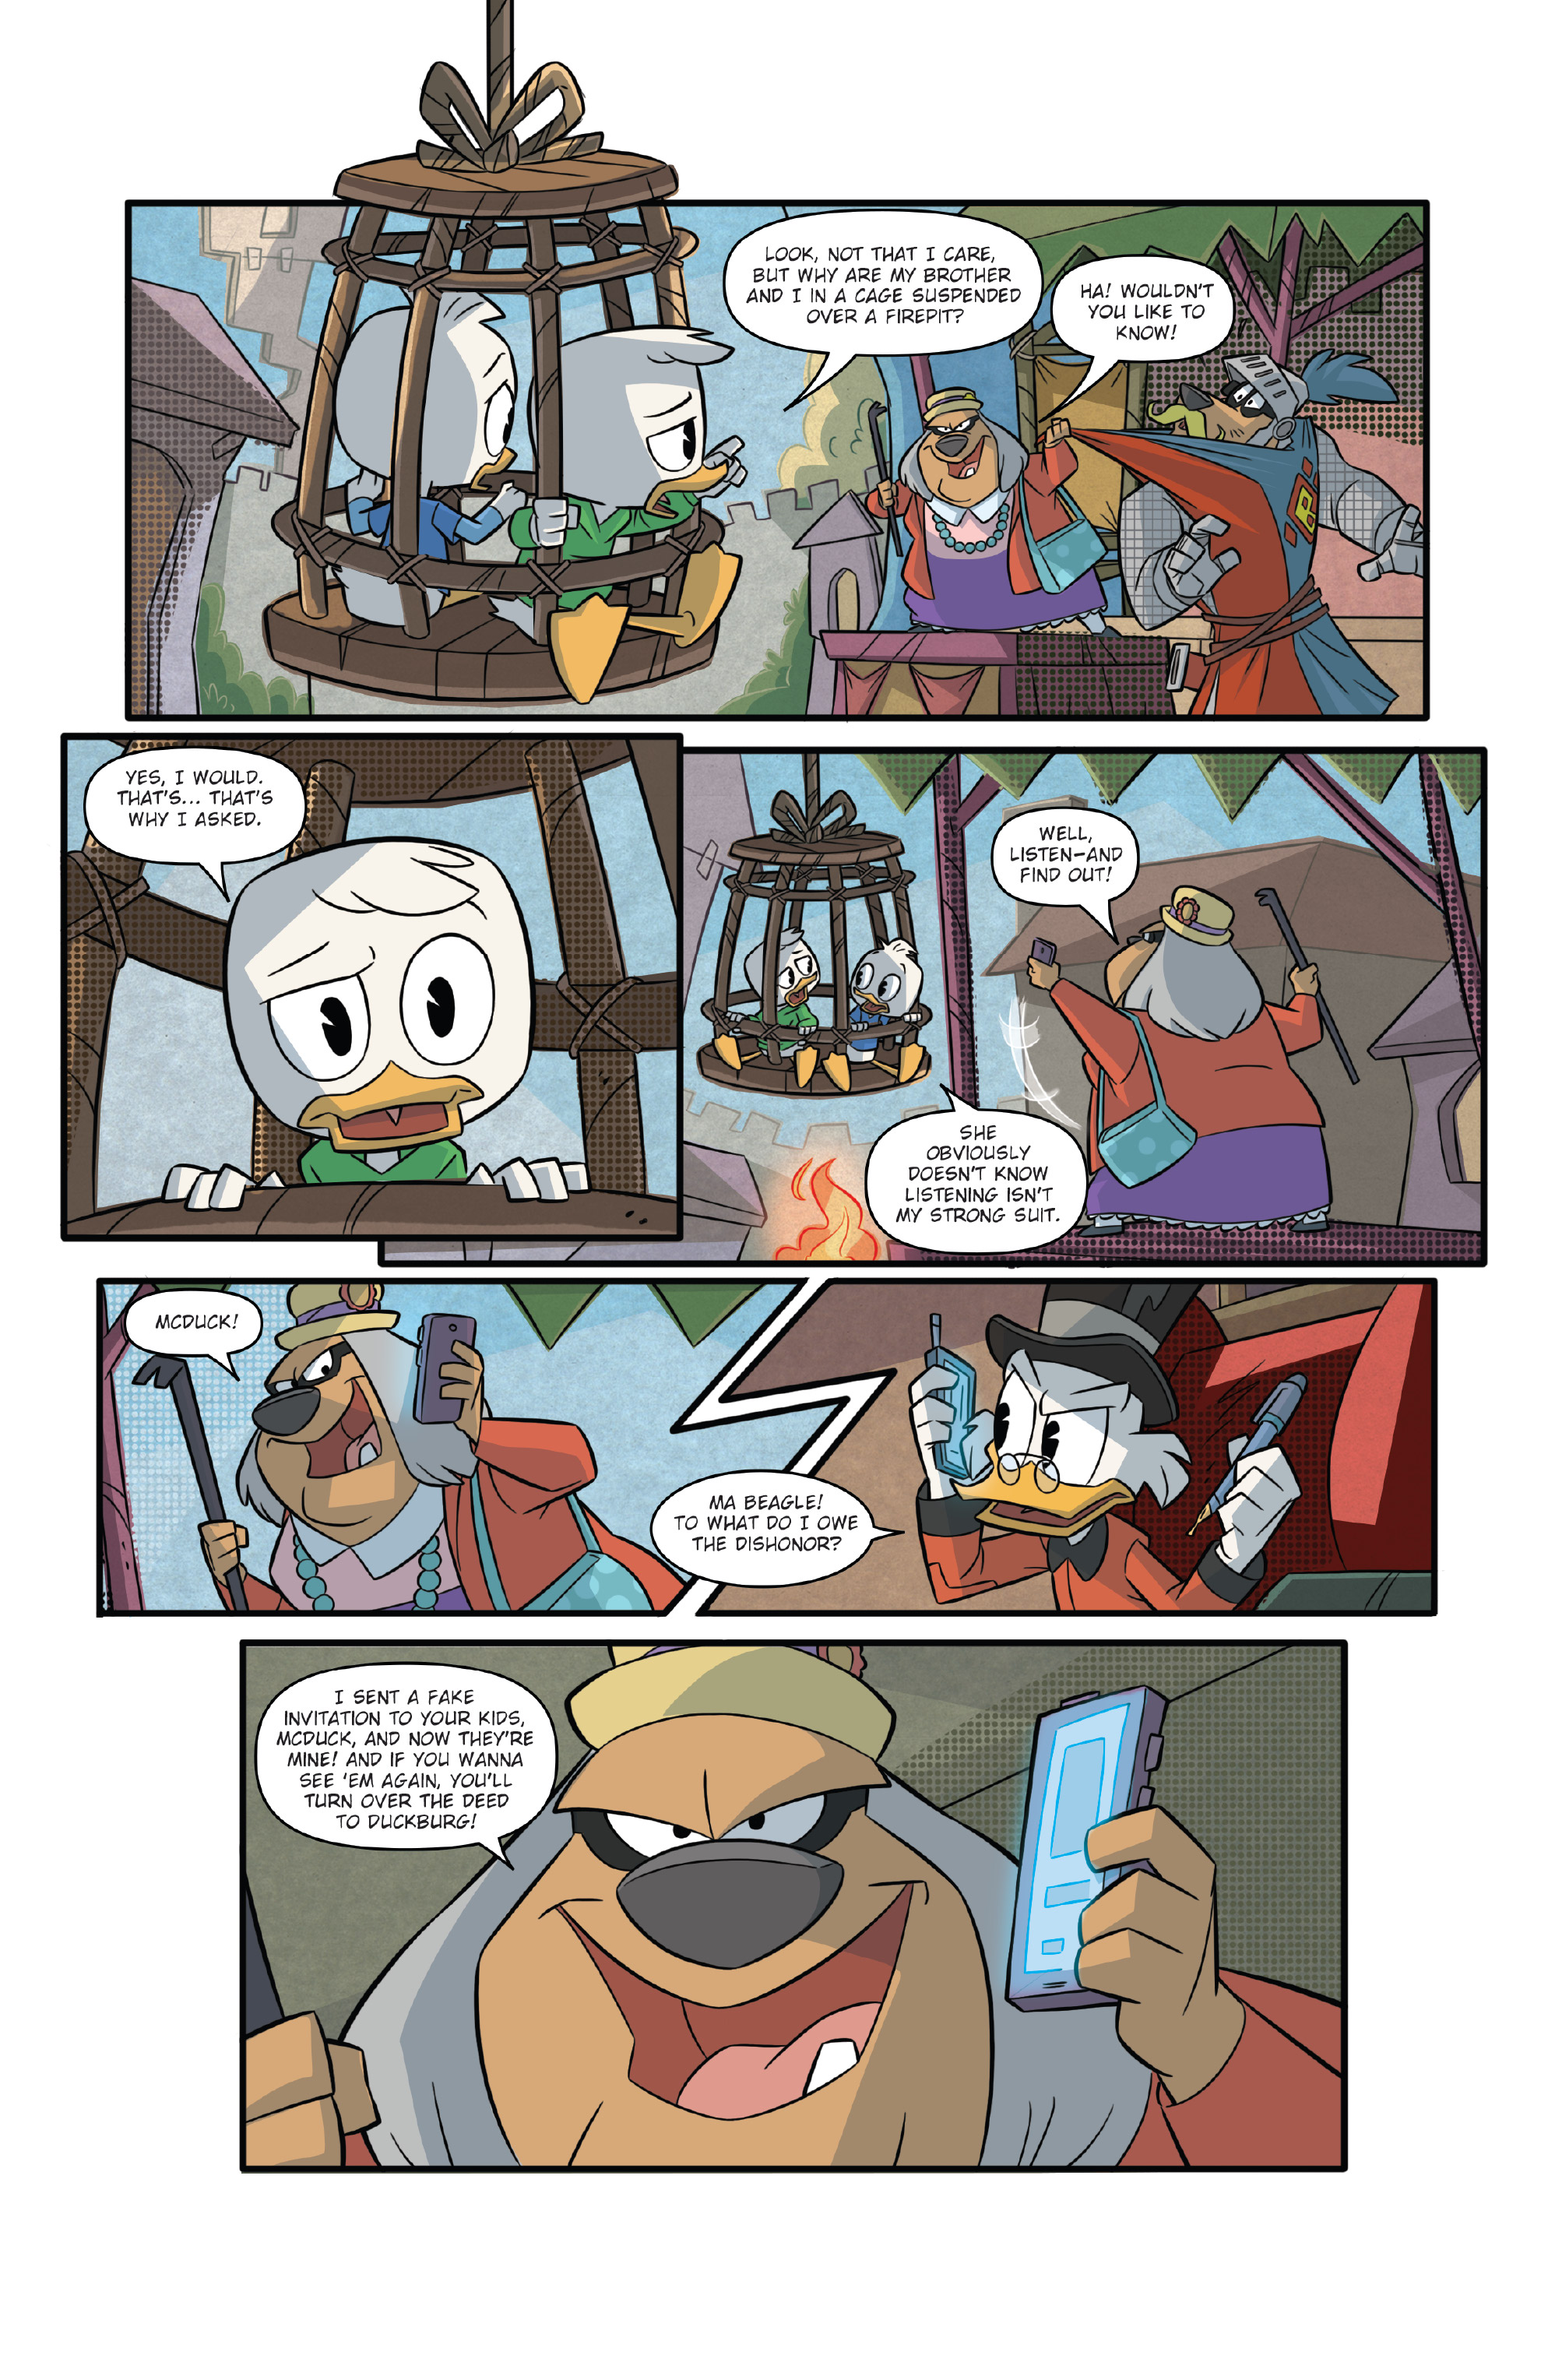 LOOK, NOT THAT I CARE,
BUT WHY ARE MY BROTHER
AND I IN A CAGE SUSPENDED
OVER A FIREPIT?
HA! WOULDN'T
YOU LIKE TO
KNOW!
YES, I WOULD.
THAT'S... THAT'S
WHY I ASKED.
WELL,
LISTEN–AND
FIND OUT!
SHE
OBVIOUSLY
DOESN'T KNOW
LISTENING ISN'T
MY STRONG SUIT.
MCDUCK!
MA BEAGLE!
TO WHAT DO I OWE
THE DISHONOR?
I SENT A FAKE
INVITATION TO YOUR KIDS,
MCDUCK, AND NOW THEY'RE
MINE! AND IF YOU WANNA
SEE 'EM AGAIN, YOU'LL
TURN OVER THE DEED
TO DUCKBURG!